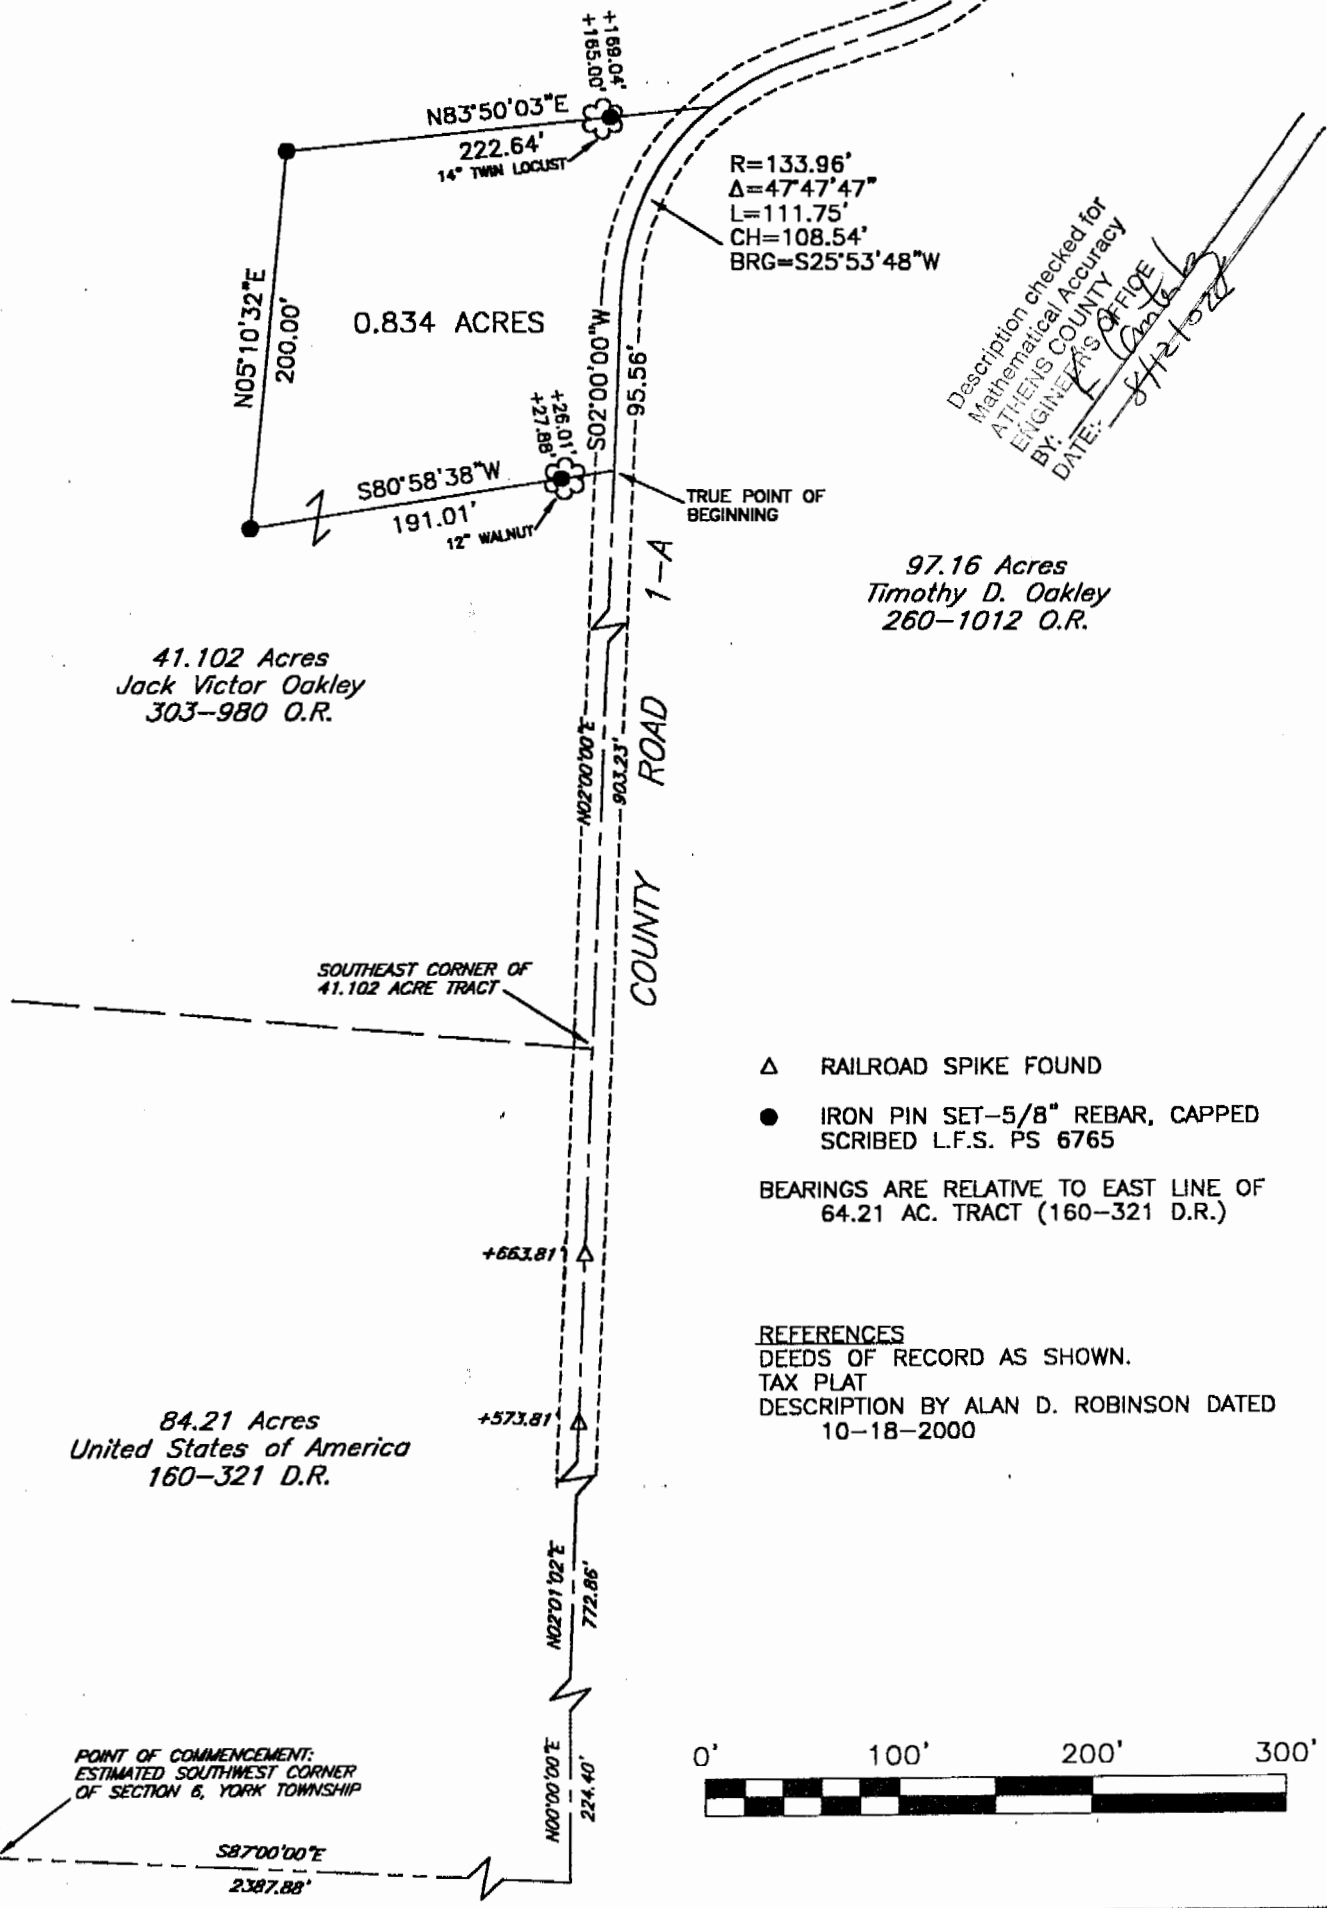 +169.04'
+165.00'
N83°50'03"E
222.64'
14" TWIN LOCUST
R=133.96'
Δ=47°47'47"
L=111.75'
CH=108.54'
BRG=S25°53'48"W
Description checked for
Mathematical Accuracy
ATHENS COUNTY
ENGINEER'S OFFICE
BY:
DATE:
N05°10'32"E
200.00'
0.834 ACRES
S02°00'00"W
95.56'
+26.01'
+27.88'
S80°58'38"W
191.01'
12" WALNUT
TRUE POINT OF
BEGINNING
97.16 Acres
Timothy D. Oakley
260-1012 O.R.
41.102 Acres
Jack Victor Oakley
303-980 O.R.
N02°00'00"E
903.23'
COUNTY ROAD 1-A
SOUTHEAST CORNER OF
41.102 ACRE TRACT
Δ RAILROAD SPIKE FOUND
● IRON PIN SET-5/8" REBAR, CAPPED
SCRIBED L.F.S. PS 6765
BEARINGS ARE RELATIVE TO EAST LINE OF
64.21 AC. TRACT (160-321 D.R.)
+663.81'
REFERENCES
DEEDS OF RECORD AS SHOWN.
TAX PLAT
DESCRIPTION BY ALAN D. ROBINSON DATED
10-18-2000
+573.81'
84.21 Acres
United States of America
160-321 D.R.
N02°01'02"E
772.86'
N00°00'00"E
224.40'
POINT OF COMMENCEMENT:
ESTIMATED SOUTHWEST CORNER
OF SECTION 6, YORK TOWNSHIP
S87°00'00"E
2387.88'
0' 100' 200' 300'